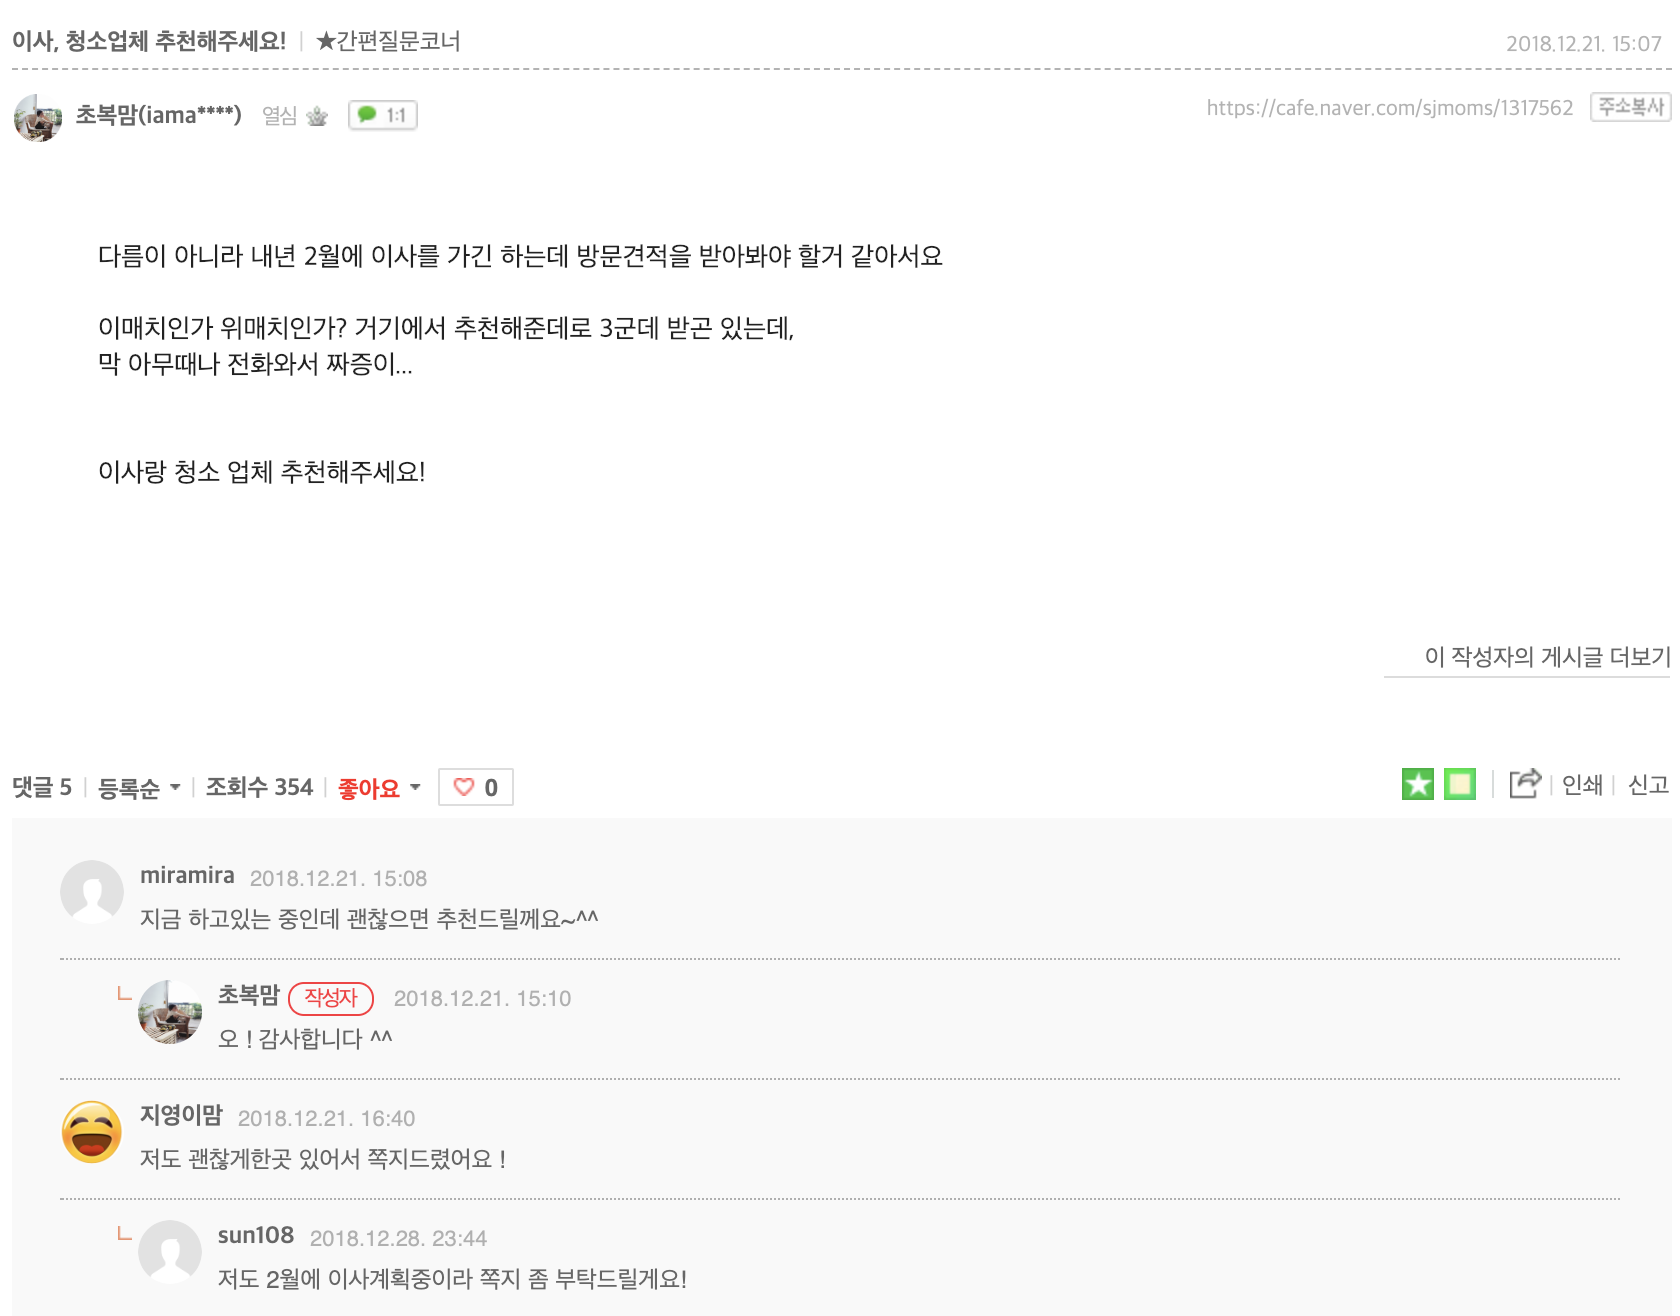 이사, 청소업체 추천해주세요! | ★간편질문코너
2018.12.21. 15:07
초복맘(iama****) 열심 1:1
https://cafe.naver.com/sjmoms/1317562 주소복사
다름이 아니라 내년 2월에 이사를 가긴 하는데 방문견적을 받아봐야 할거 같아서요
이매치인가 위매치인가? 거기에서 추천해준데로 3군데 받곤 있는데,
막 아무때나 전화와서 짜증이...
이사랑 청소 업체 추천해주세요!
이 작성자의 게시글 더보기
댓글 5 | 등록순 | 조회수 354 | 좋아요 0
인쇄 | 신고
miramira 2018.12.21. 15:08
지금 하고있는 중인데 괜찮으면 추천드릴께요~^^
초복맘 작성자 2018.12.21. 15:10
오 ! 감사합니다 ^^
지영이맘 2018.12.21. 16:40
저도 괜찮게한곳 있어서 쪽지드렸어요 !
sun108 2018.12.28. 23:44
저도 2월에 이사계획중이라 쪽지 좀 부탁드릴게요!